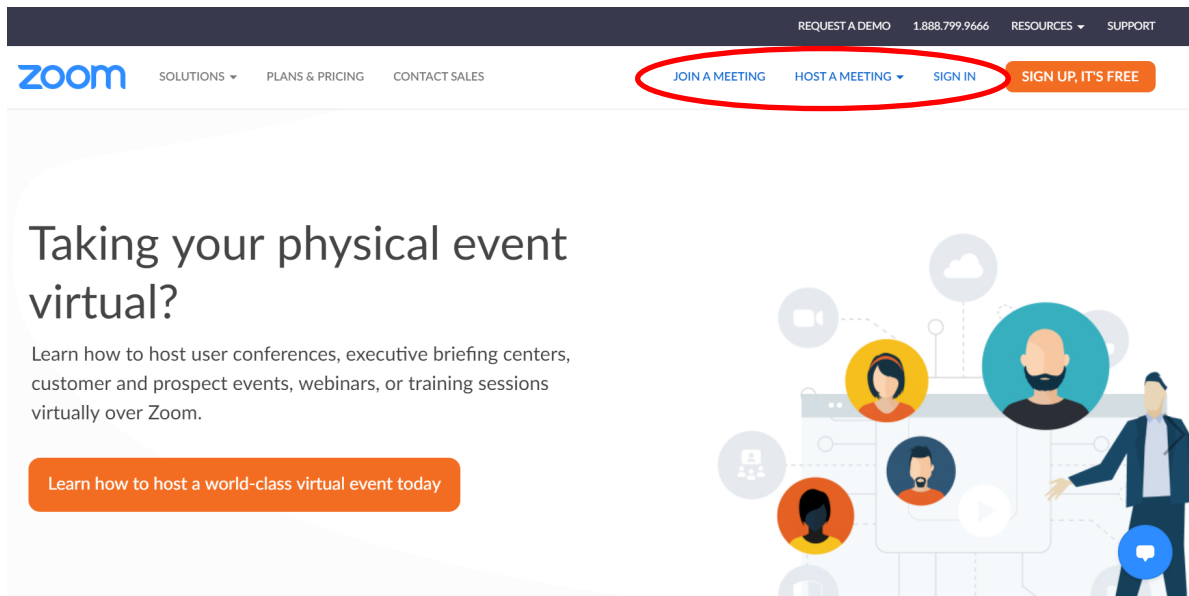 REQUEST A DEMO 1.888.799.9666 RESOURCES SUPPORT
zoom SOLUTIONS PLANS & PRICING CONTACT SALES JOIN A MEETING HOST A MEETING SIGN IN SIGN UP, IT'S FREE
Taking your physical event
virtual?
Learn how to host user conferences, executive briefing centers,
customer and prospect events, webinars, or training sessions
virtually over Zoom.
Learn how to host a world-class virtual event today